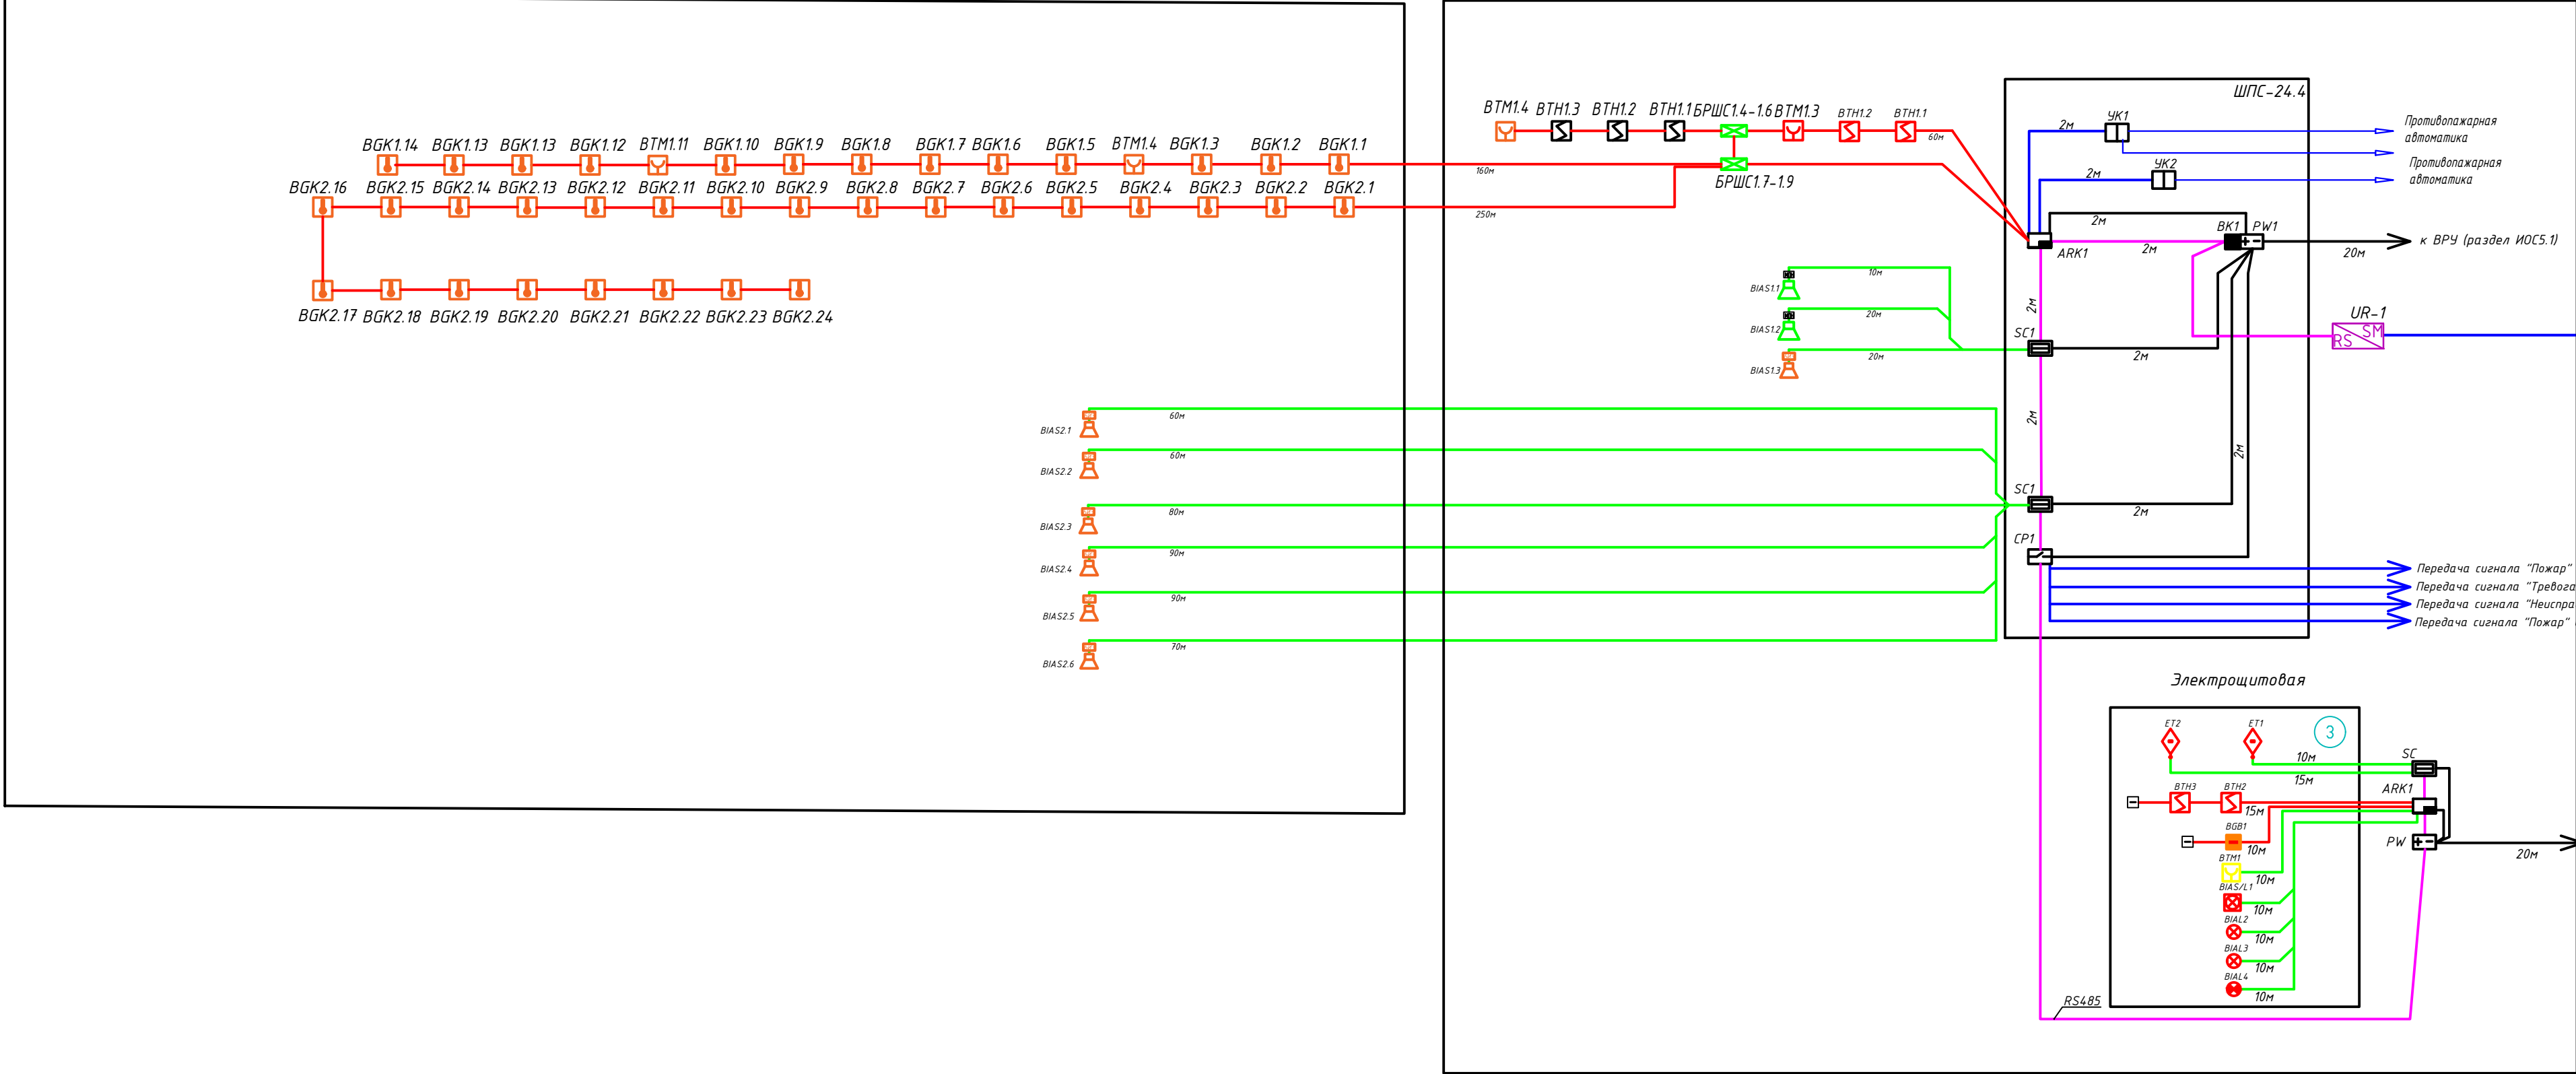 BGK1.14 BGK1.13 BGK1.13 BGK1.12 BTM1.11 BGK1.10 BGK1.9 BGK1.8 BGK1.7 BGK1.6 BGK1.5 BTM1.4 BGK1.3 BGK1.2 BGK1.1
160м
BGK2.16 BGK2.15 BGK2.14 BGK2.13 BGK2.12 BGK2.11 BGK2.10 BGK2.9 BGK2.8 BGK2.7 BGK2.6 BGK2.5 BGK2.4 BGK2.3 BGK2.2 BGK2.1
250м
BGK2.17 BGK2.18 BGK2.19 BGK2.20 BGK2.21 BGK2.22 BGK2.23 BGK2.24
BTM1.4 BTH1.3 BTH1.2 BTH1.1 БРШС1.4-1.6 BTM1.3 BTH1.2 BTH1.1
60м
БРШС1.7-1.9
BIAS1.1
10м
BIAS1.2
20м
BIAS1.3
20м
BIAS2.1
60м
BIAS2.2
60м
BIAS2.3
80м
BIAS2.4
90м
BIAS2.5
90м
BIAS2.6
70м
ШПС-24.4
УК1
2м
Противопожарная
автоматика
УК2
2м
Противопожарная
автоматика
2м
ВК1 PW1
ARK1
2м
20м
к ВРУ (раздел ИОС5.1)
2м
SC1
2м
UR-1
RS
SM
2м
2м
SC1
2м
CP1
Передача сигнала "Пожар"
Передача сигнала "Тревога
Передача сигнала "Неиспра
Передача сигнала "Пожар"
Электрощитовая
3
ET2 ET1
10м
15м
SC
BTH3 BTH2
15м
ARK1
BGB1
10м
PW
20м
BTM1
10м
BIAS/L1
10м
BIAL2
10м
BIAL3
10м
BIAL4
10м
RS485